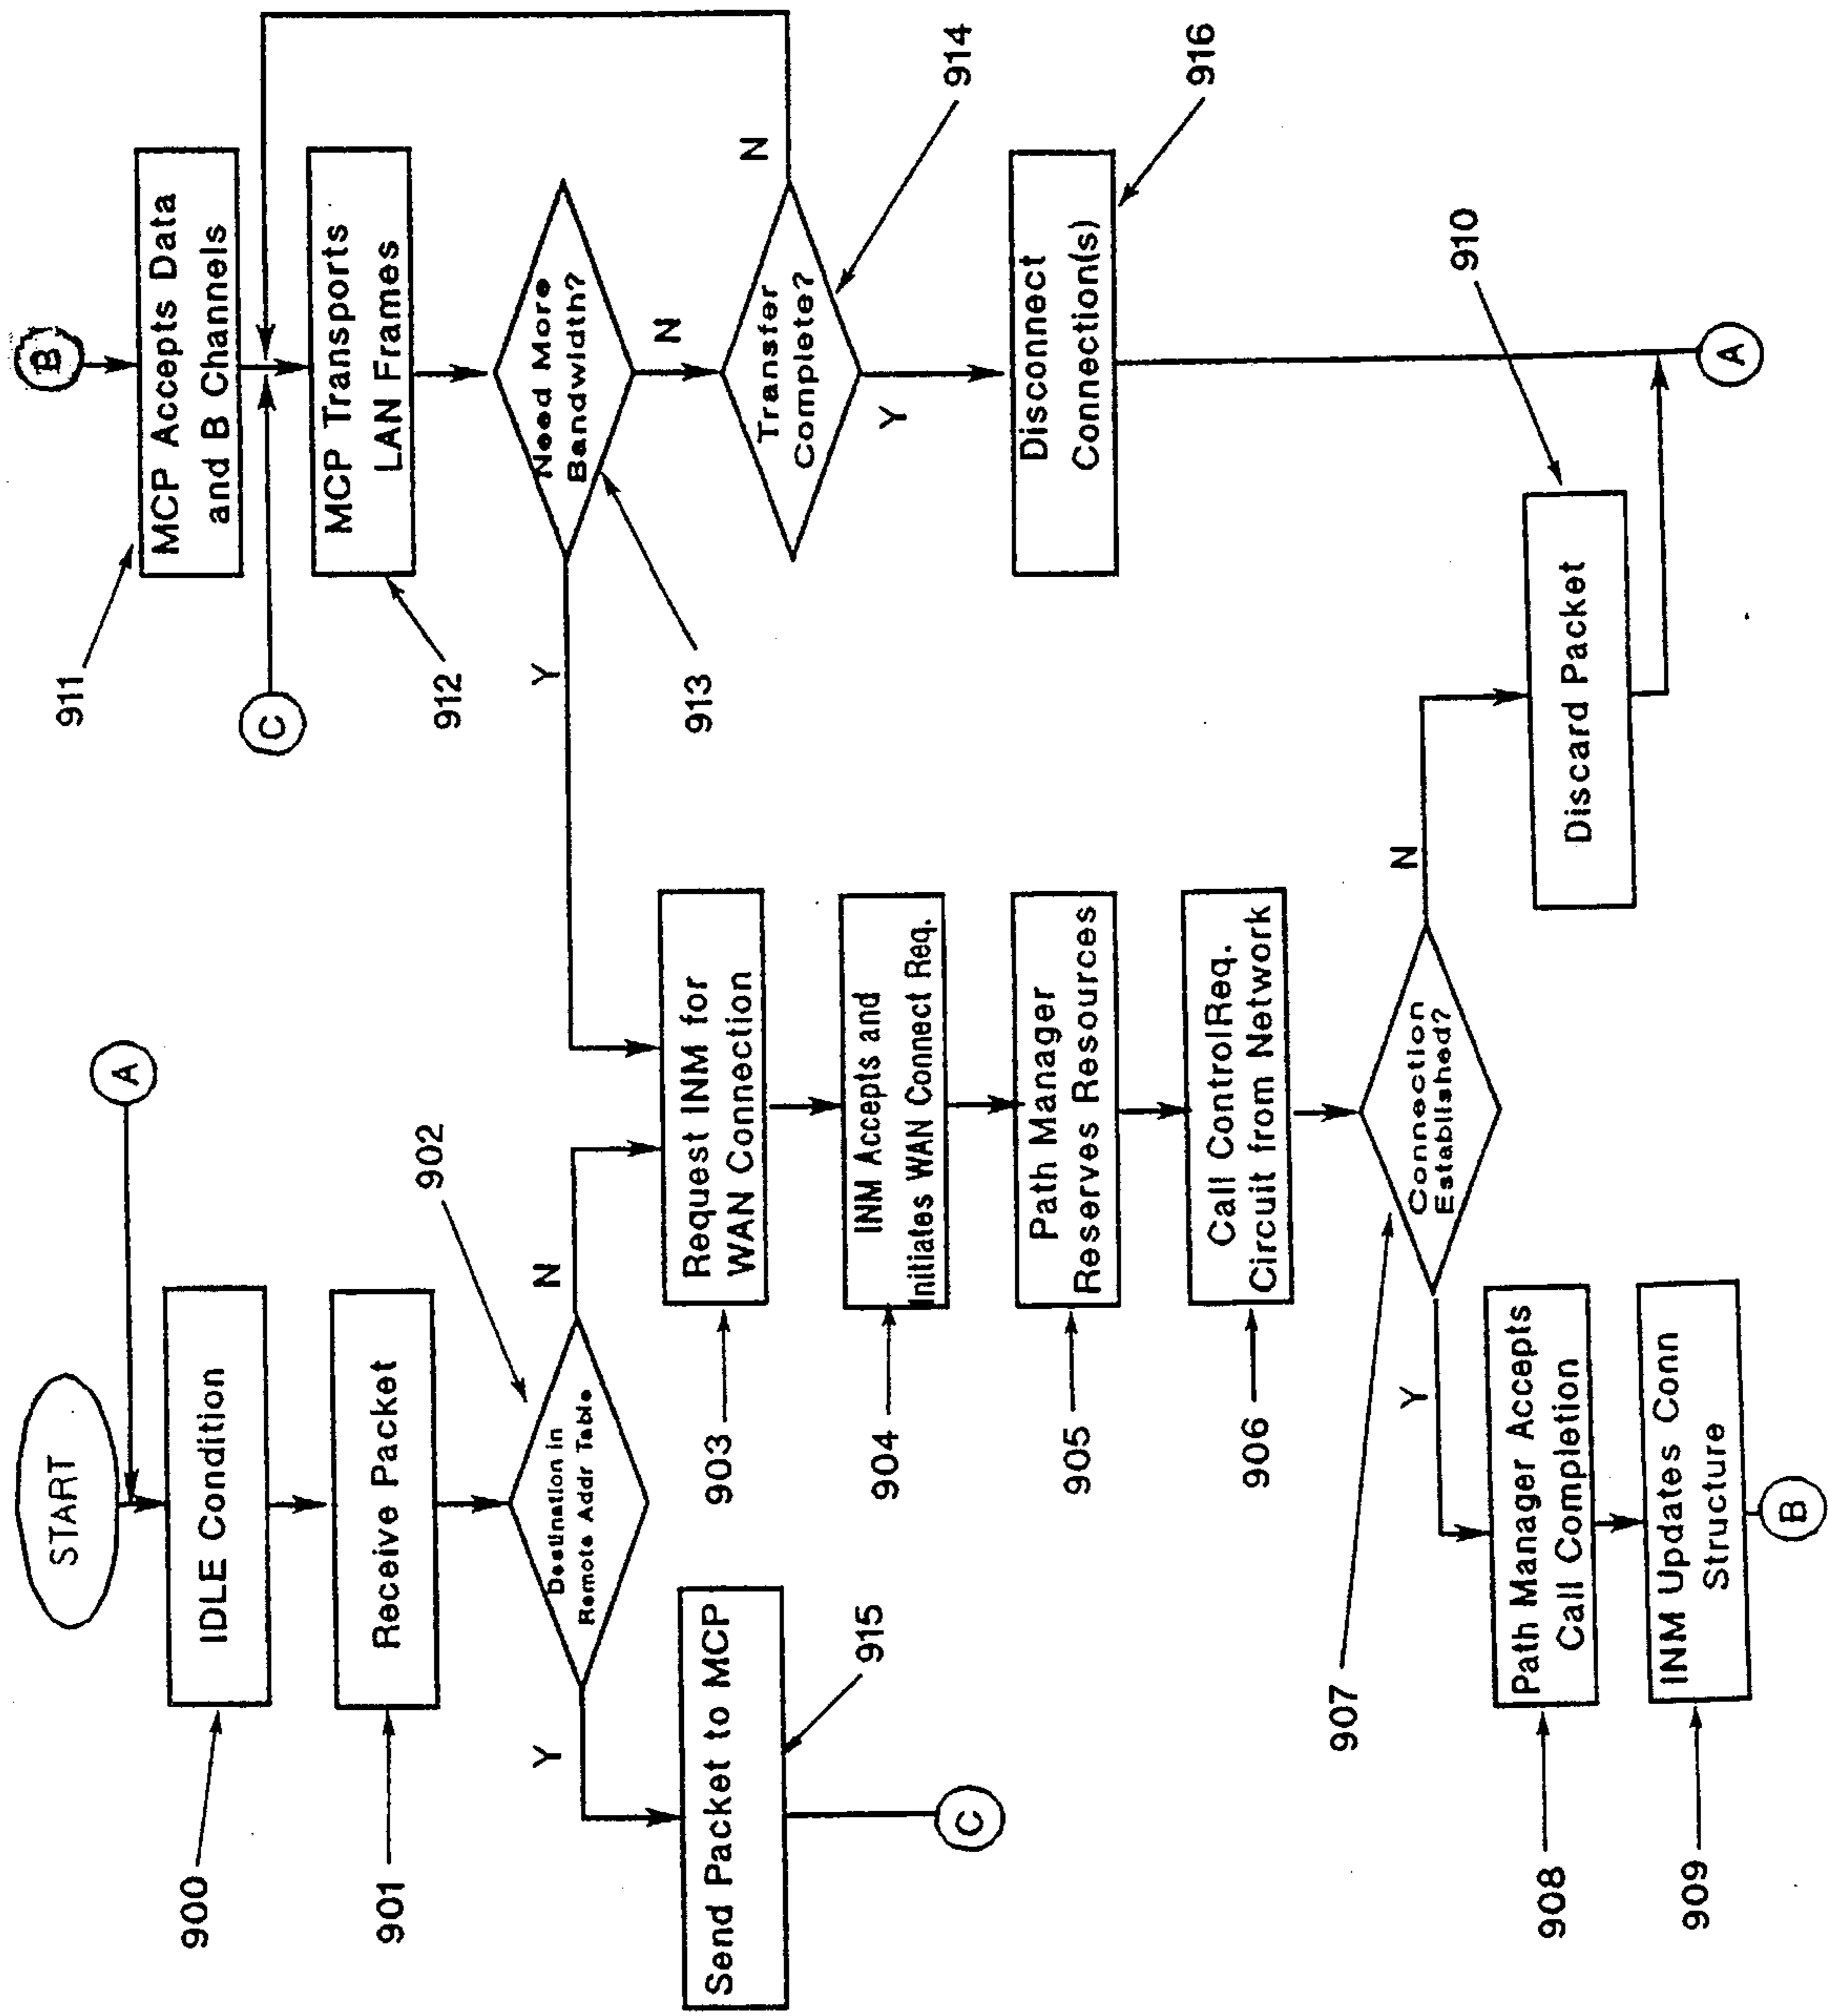 START
A
900
IDLE Condition
901
Receive Packet
902
Destination in
Remote Addr Table
Y
N
Send Packet to MCP
915
C
903
Request INM for
WAN Connection
904
INM Accepts and
Initiates WAN Connect Req.
905
Path Manager
Reserves Resources
906
Call ControlReq.
Circuit from Network
907
Connection
Established?
Y
N
908
Path Manager Accepts
Call Completion
909
INM Updates Conn
Structure
B
Discard Packet
910
B
911
MCP Accepts Data
and B Channels
C
912
MCP Transports
LAN Frames
Y
Need More
Bandwidth?
913
N
Transfer
Complete?
N
914
Y
Disconnect
Connection(s)
916
A